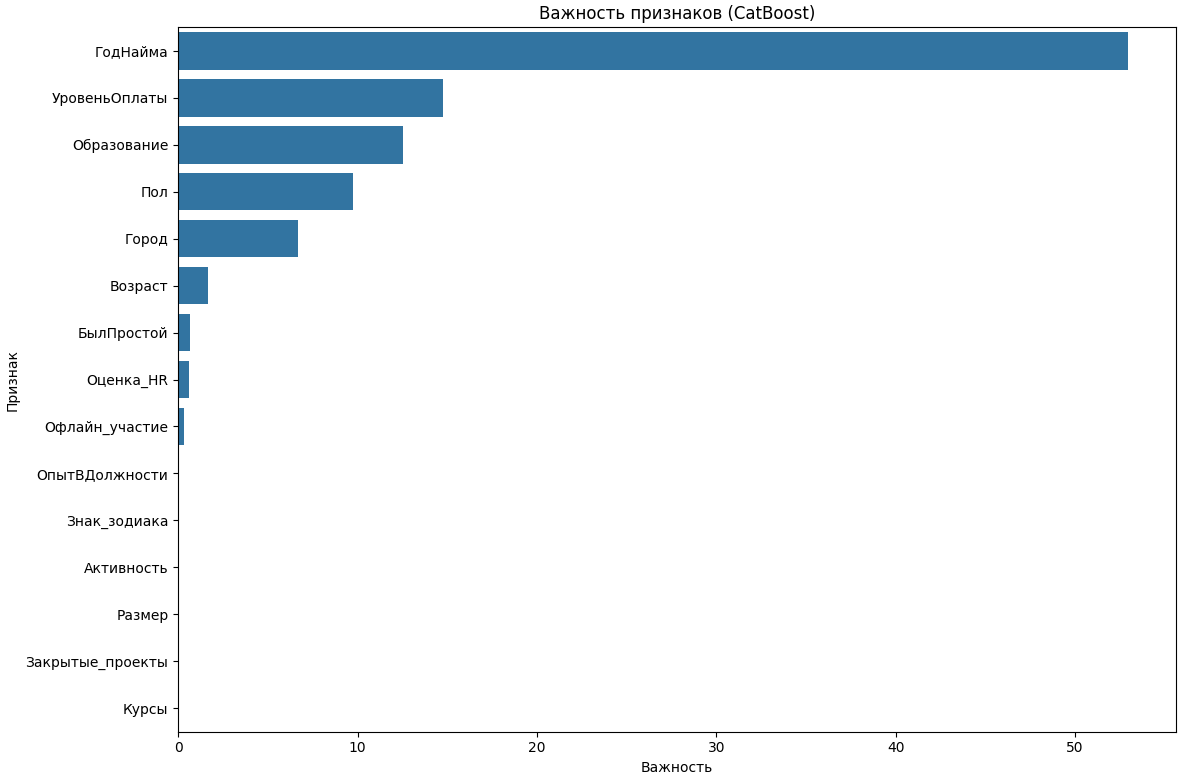 Важность признаков (CatBoost)
Признак
ГодНайма
УровеньОплаты
Образование
Пол
Город
Возраст
БылПростой
Оценка_HR
Офлайн_участие
ОпытВДолжности
Знак_зодиака
Активность
Размер
Закрытые_проекты
Курсы
0 10 20 30 40 50
Важность